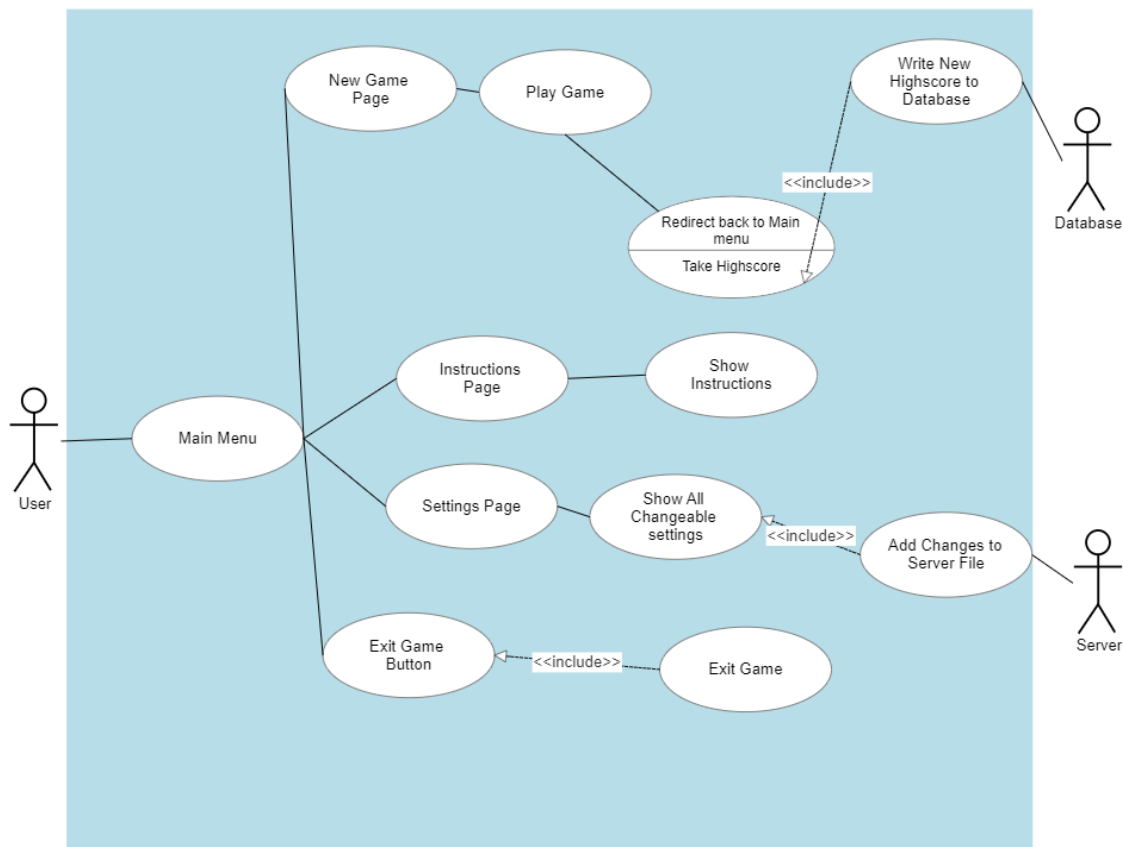 New Game
Page
Play Game
Write New
Highscore to
Database
<<include>>
Database
Redirect back to Main
menu
Take Highscore
Instructions
Page
Show
Instructions
Main Menu
User
Settings Page
Show All
Changeable
settings
<<include>>
Add Changes to
Server File
Server
Exit Game
Button
<<include>>
Exit Game